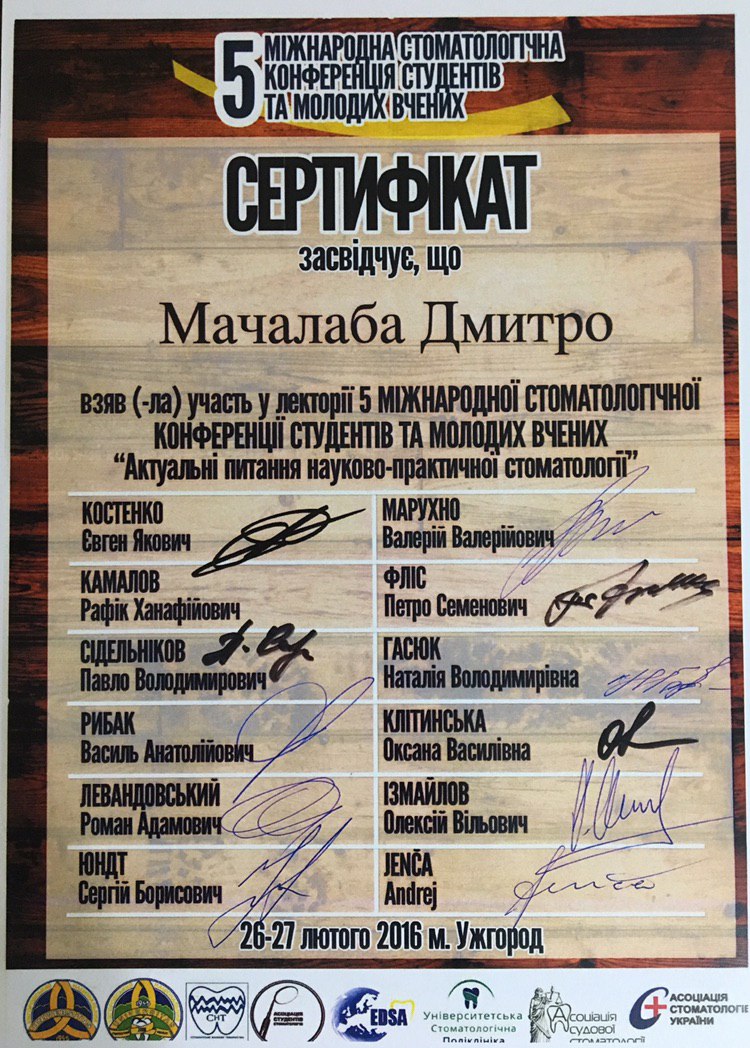 5 МІЖНАРОДНА СТОМАТОЛОГІЧНА
КОНФЕРЕНЦІЯ СТУДЕНТІВ
ТА МОЛОДИХ ВЧЕНИХ
СЕРТИФІКАТ
засвідчує, що
Мачалаба Дмитро
взяв (-ла) участь у лекторії 5 МІЖНАРОДНОЇ СТОМАТОЛОГІЧНОЇ
КОНФЕРЕНЦІЇ СТУДЕНТІВ ТА МОЛОДИХ ВЧЕНИХ
“Актуальні питання науково-практичної стоматології”
КОСТЕНКО
Євген Якович
МАРУХНО
Валерій Валерійович
КАМАЛОВ
Рафік Ханафійович
ФЛІС
Петро Семенович
СІДЕЛЬНІКОВ
Павло Володимирович
ГАСЮК
Наталія Володимирівна
РИБАК
Василь Анатолійович
КЛІТИНСЬКА
Оксана Василівна
ЛЕВАНДОВСЬКИЙ
Роман Адамович
ІЗМАЙЛОВ
Олексій Вільович
ЮНДТ
Сергій Борисович
JENČA
Andrej
26-27 лютого 2016 м. Ужгород
СНТ
АСОЦІАЦІЯ
СТУДЕНТІВ
СТОМАТОЛОГІВ
EDSA
Університетська
Стоматологічна
Поліклініка
Асоціація
судової
стоматології
АСОЦІАЦІЯ
СТОМАТОЛОГІЇ
УКРАЇНИ